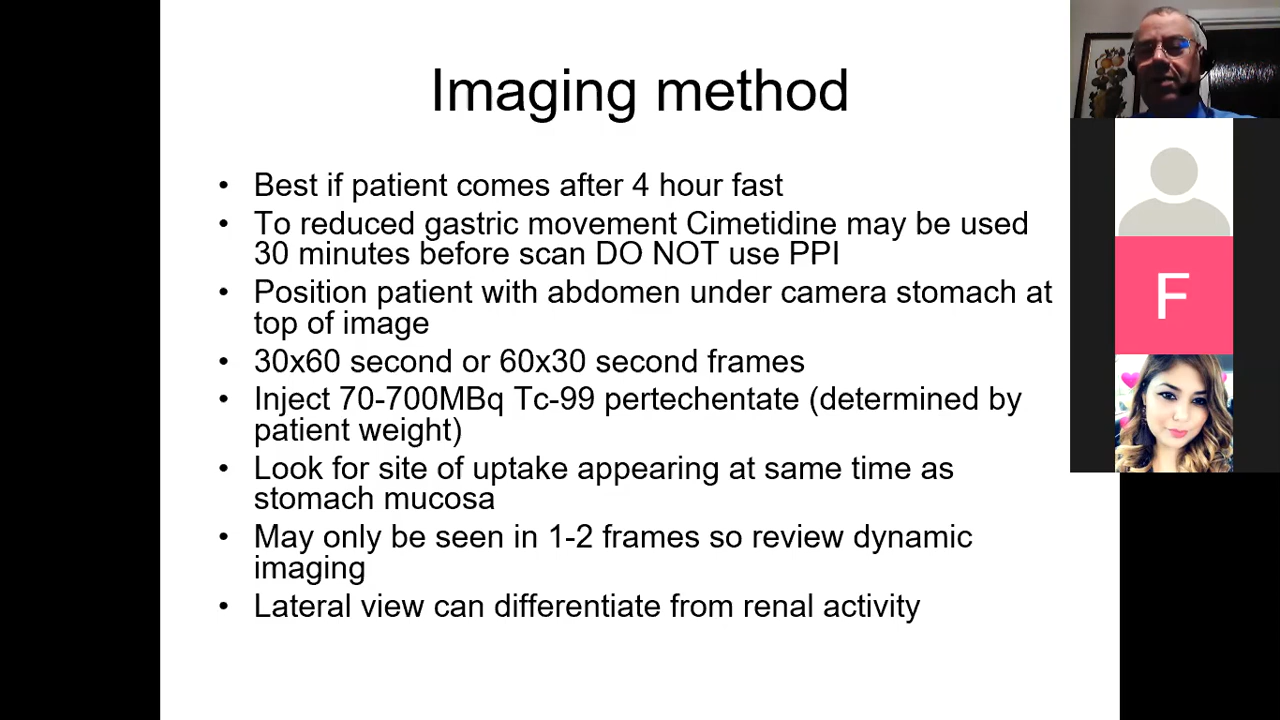 Imaging method
• Best if patient comes after 4 hour fast
• To reduced gastric movement Cimetidine may be used
30 minutes before scan DO NOT use PPI
• Position patient with abdomen under camera stomach at
top of image
• 30x60 second or 60x30 second frames
• Inject 70-700MBq Tc-99 pertechentate (determined by
patient weight)
• Look for site of uptake appearing at same time as
stomach mucosa
• May only be seen in 1-2 frames so review dynamic
imaging
• Lateral view can differentiate from renal activity
F